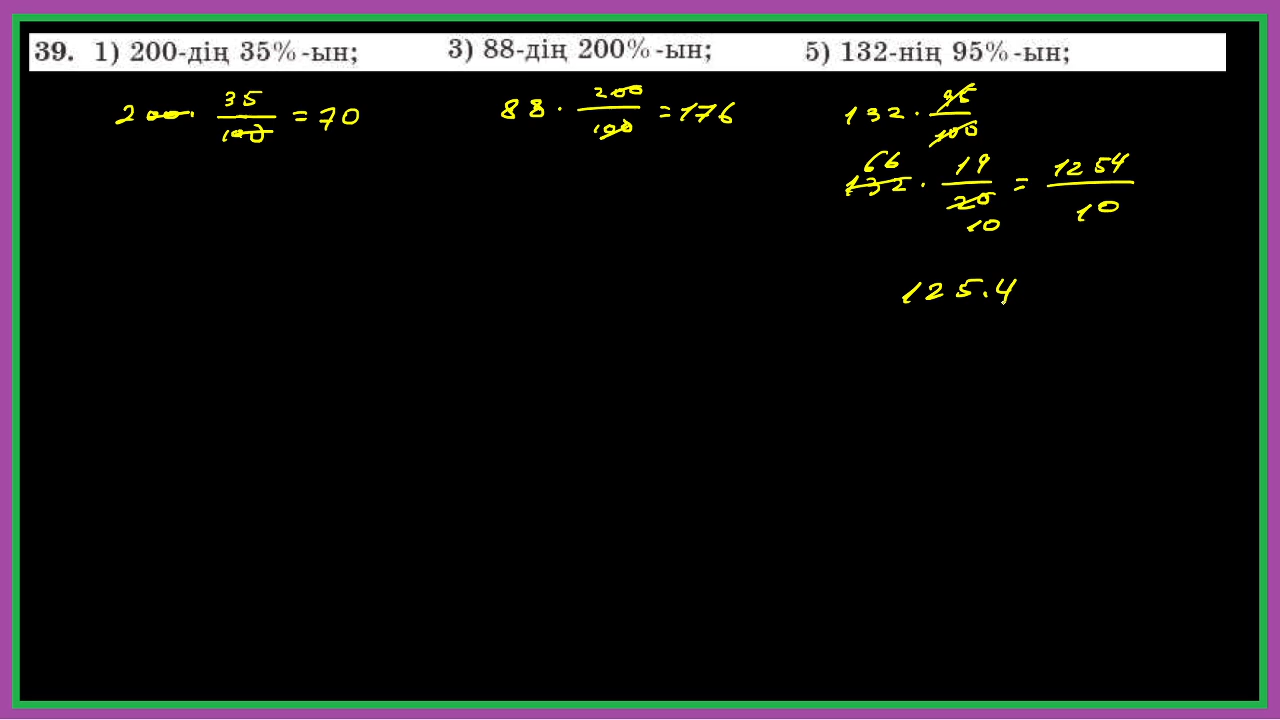 39. 1) 200-дің 35%-ын; 3) 88-дің 200%-ын; 5) 132-нің 95%-ын;
200 · 35/100 = 70
88 · 200/100 = 176
132 · 95/100
66
132 · 19/20 = 1254/10
10
125.4